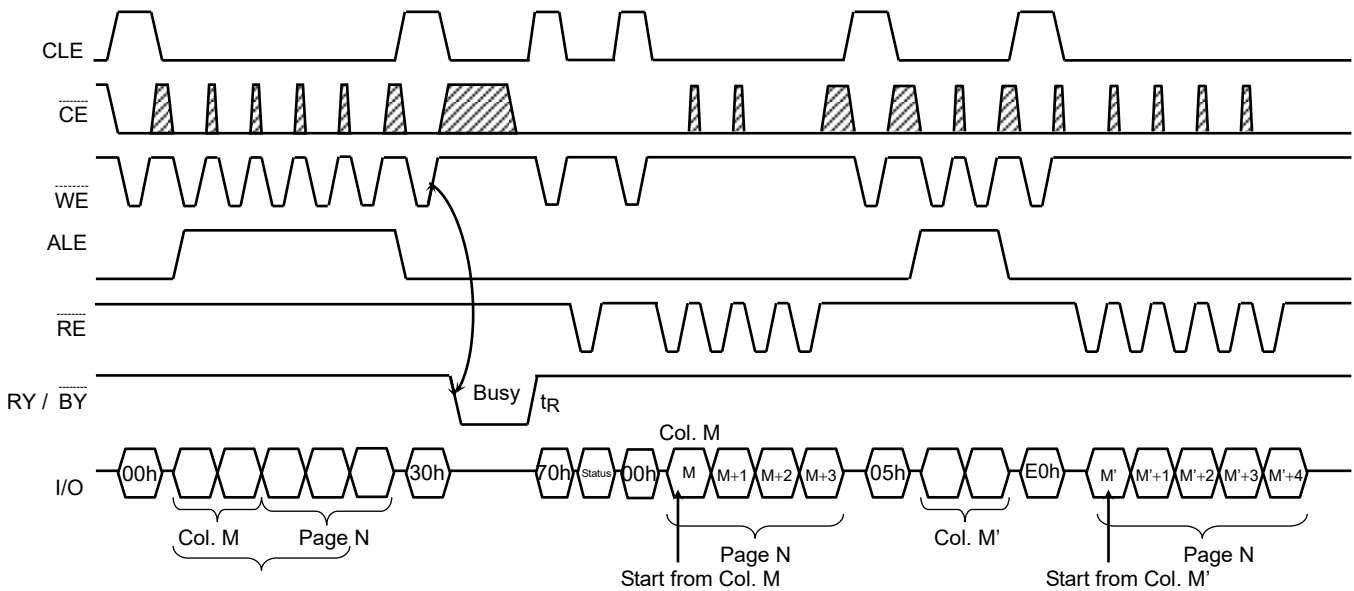 CLE
CE
WE
ALE
RE
RY / BY
Busy
tR
Col. M
I/O
00h
30h
70h
Status
00h
M
M+1
M+2
M+3
05h
E0h
M'
M'+1
M'+2
M'+3
M'+4
Col. M
Page N
Page N
Start from Col. M
Col. M'
Page N
Start from Col. M'